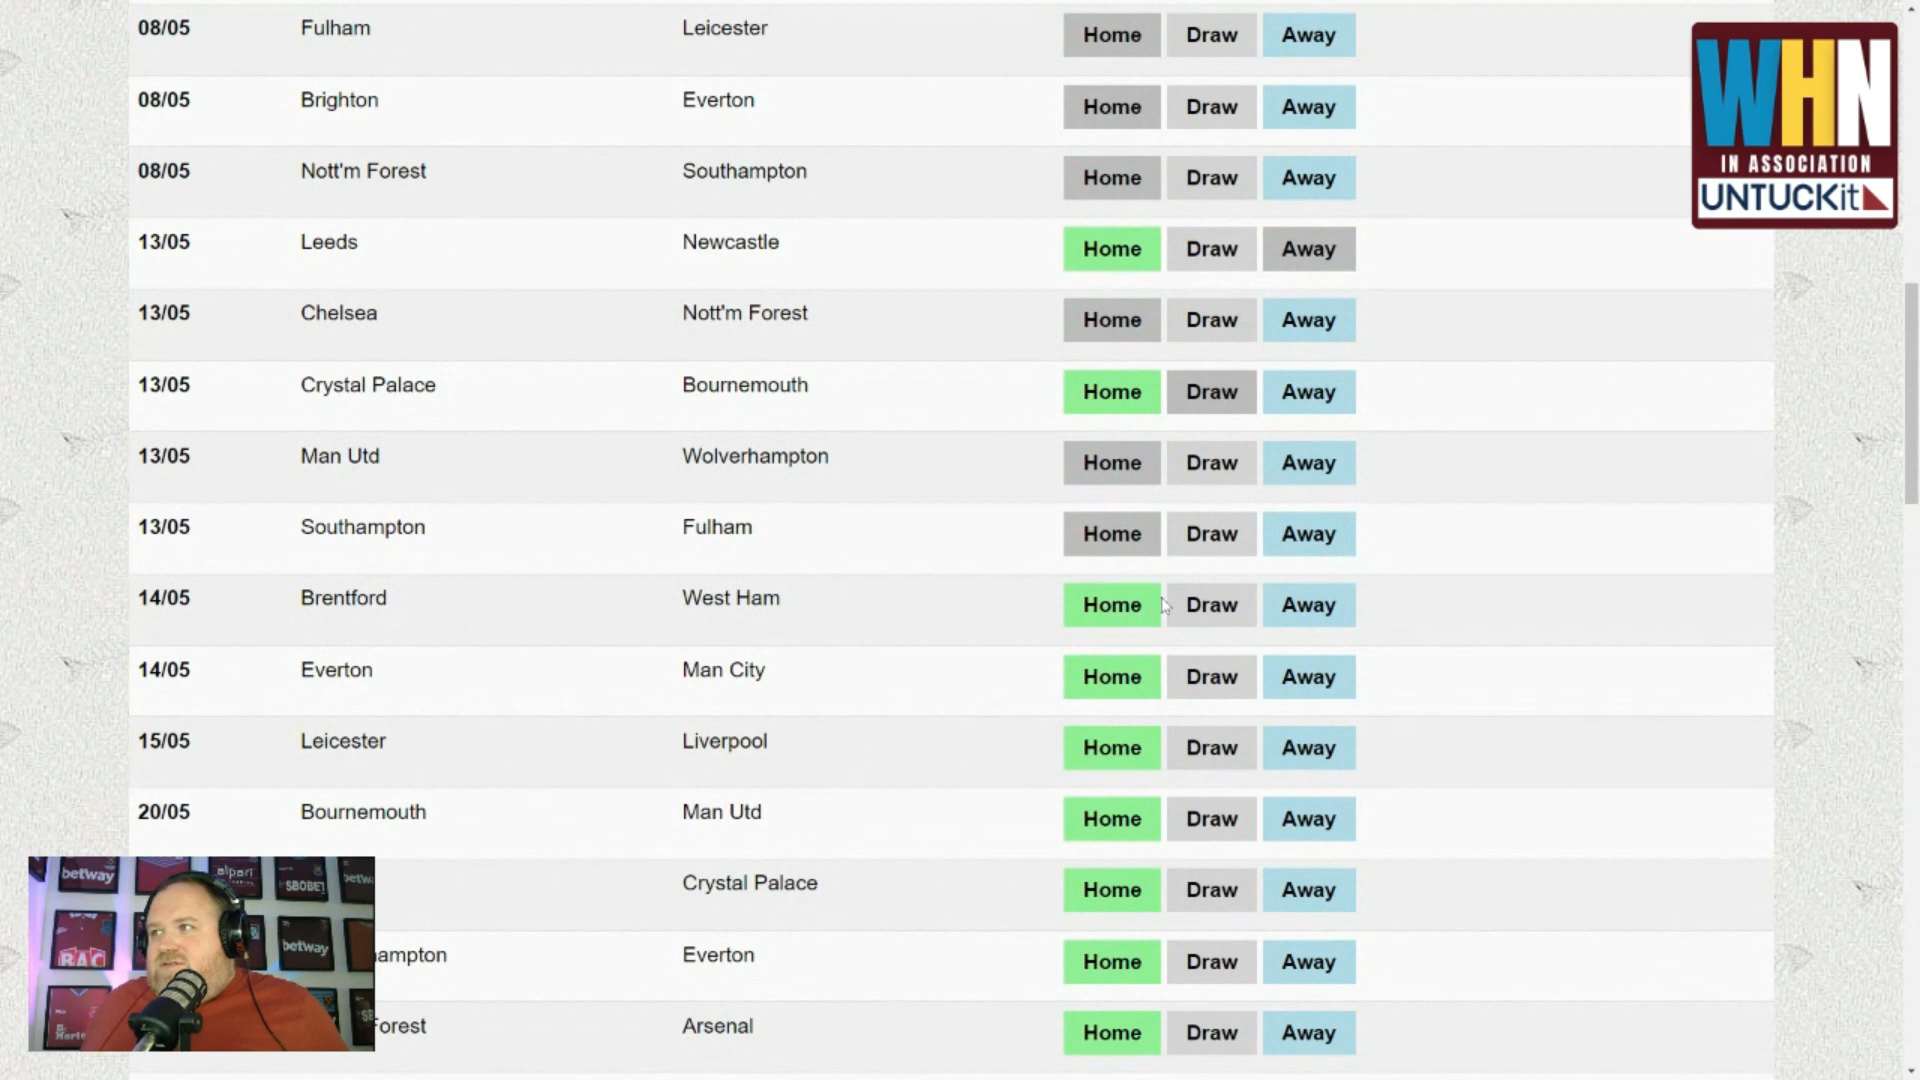 08/05 Fulham Leicester Home Draw Away
08/05 Brighton Everton Home Draw Away
08/05 Nott'm Forest Southampton Home Draw Away
13/05 Leeds Newcastle Home Draw Away
13/05 Chelsea Nott'm Forest Home Draw Away
13/05 Crystal Palace Bournemouth Home Draw Away
13/05 Man Utd Wolverhampton Home Draw Away
13/05 Southampton Fulham Home Draw Away
14/05 Brentford West Ham Home Draw Away
14/05 Everton Man City Home Draw Away
15/05 Leicester Liverpool Home Draw Away
20/05 Bournemouth Man Utd Home Draw Away
Crystal Palace Home Draw Away
ampton Everton Home Draw Away
Forest Arsenal Home Draw Away
WHN
IN ASSOCIATION
UNTUCKit
betway
alpari
SBOBET
betw
betway